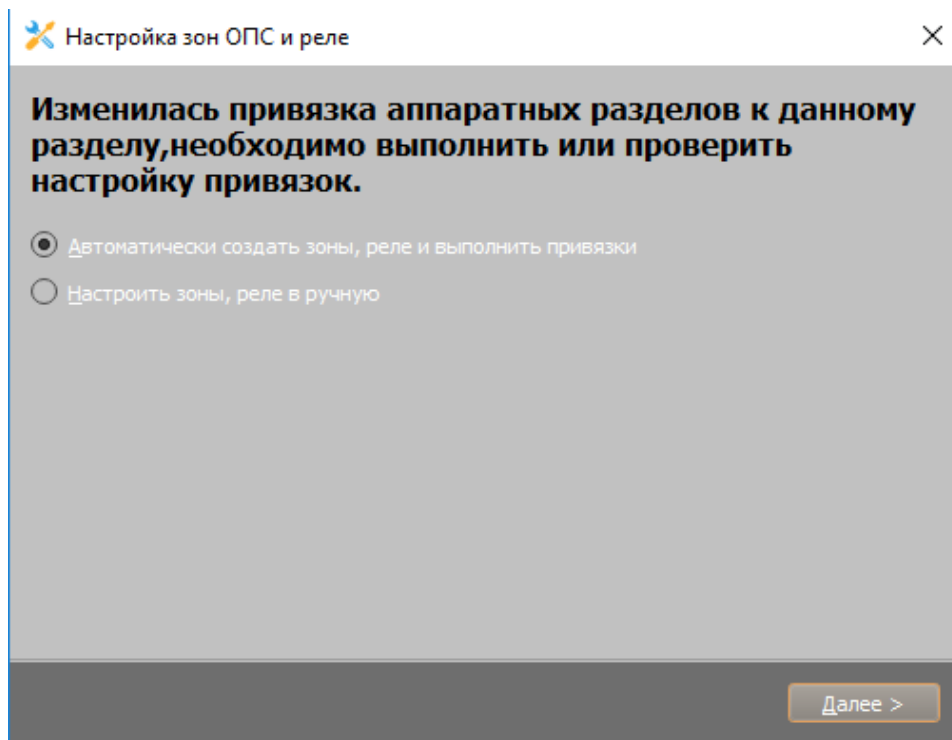 Настройка зон ОПС и реле
Изменилась привязка аппаратных разделов к данному
разделу,необходимо выполнить или проверить
настройку привязок.
Автоматически создать зоны, реле и выполнить привязки
Настроить зоны, реле в ручную
Далее >